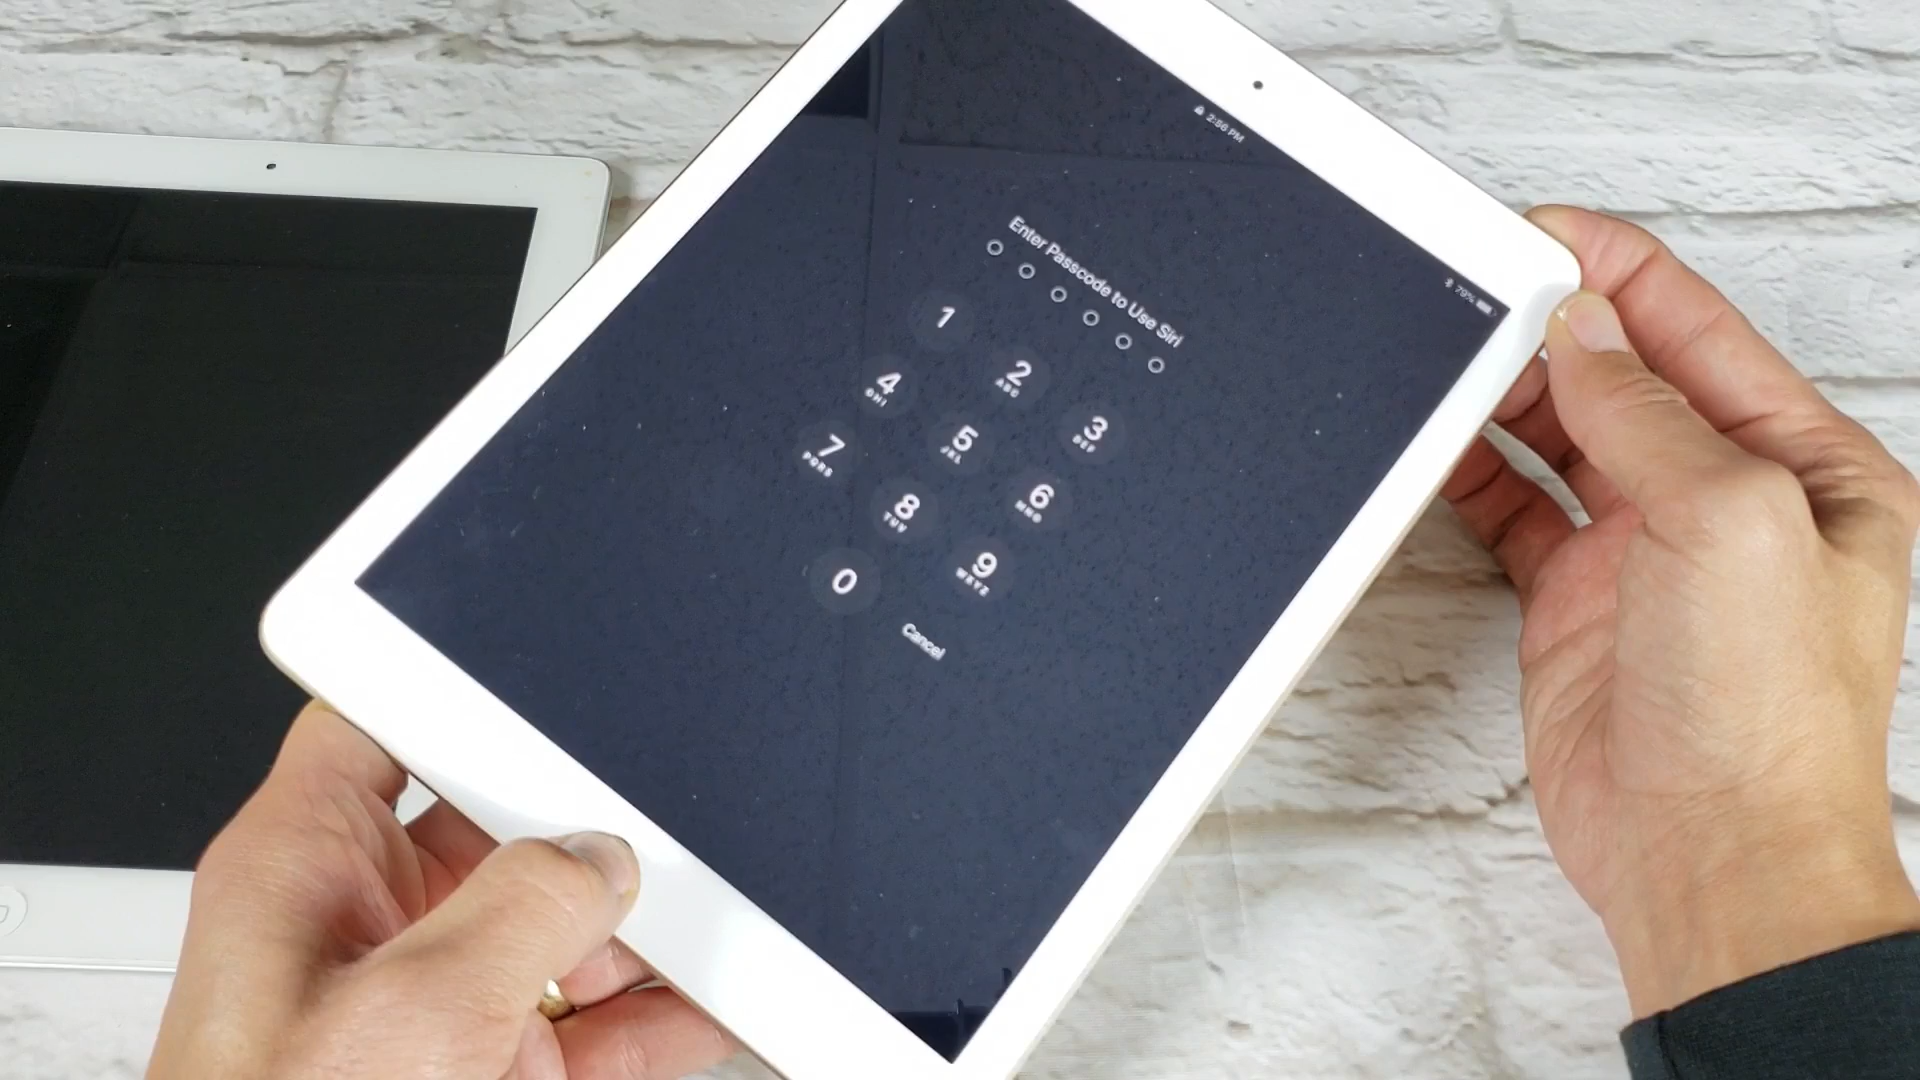 2:56 PM
79%
Enter Passcode to Use Siri
1
2
ABC
3
DEF
4
GHI
5
JKL
6
MNO
7
PQRS
8
TUV
9
WXYZ
0
Cancel